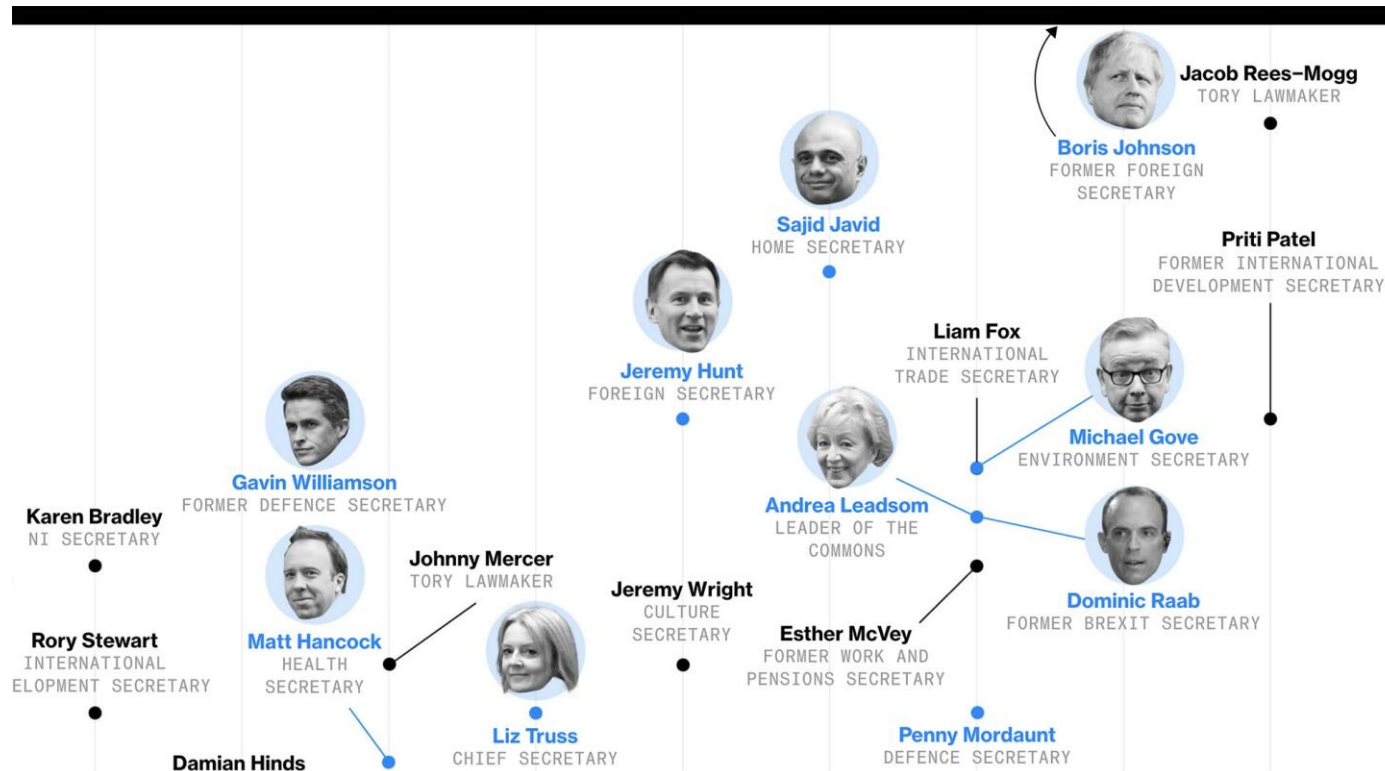 Jacob Rees-Mogg
TORY LAWMAKER
Boris Johnson
FORMER FOREIGN
SECRETARY
Sajid Javid
HOME SECRETARY
Priti Patel
FORMER INTERNATIONAL
DEVELOPMENT SECRETARY
Liam Fox
INTERNATIONAL
TRADE SECRETARY
Jeremy Hunt
FOREIGN SECRETARY
Michael Gove
ENVIRONMENT SECRETARY
Gavin Williamson
FORMER DEFENCE SECRETARY
Andrea Leadsom
LEADER OF THE
COMMONS
Karen Bradley
NI SECRETARY
Johnny Mercer
TORY LAWMAKER
Jeremy Wright
CULTURE
SECRETARY
Dominic Raab
FORMER BREXIT SECRETARY
Rory Stewart
INTERNATIONAL
ELOPMENT SECRETARY
Matt Hancock
HEALTH
SECRETARY
Esther McVey
FORMER WORK AND
PENSIONS SECRETARY
Liz Truss
CHIEF SECRETARY
Penny Mordaunt
DEFENCE SECRETARY
Damian Hinds